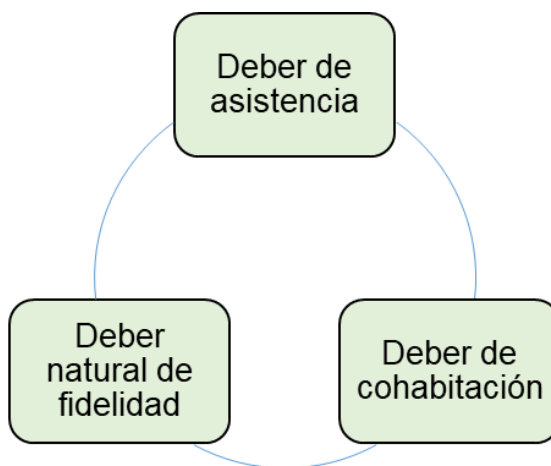 Deber de
asistencia
Deber
natural de
fidelidad
Deber de
cohabitación